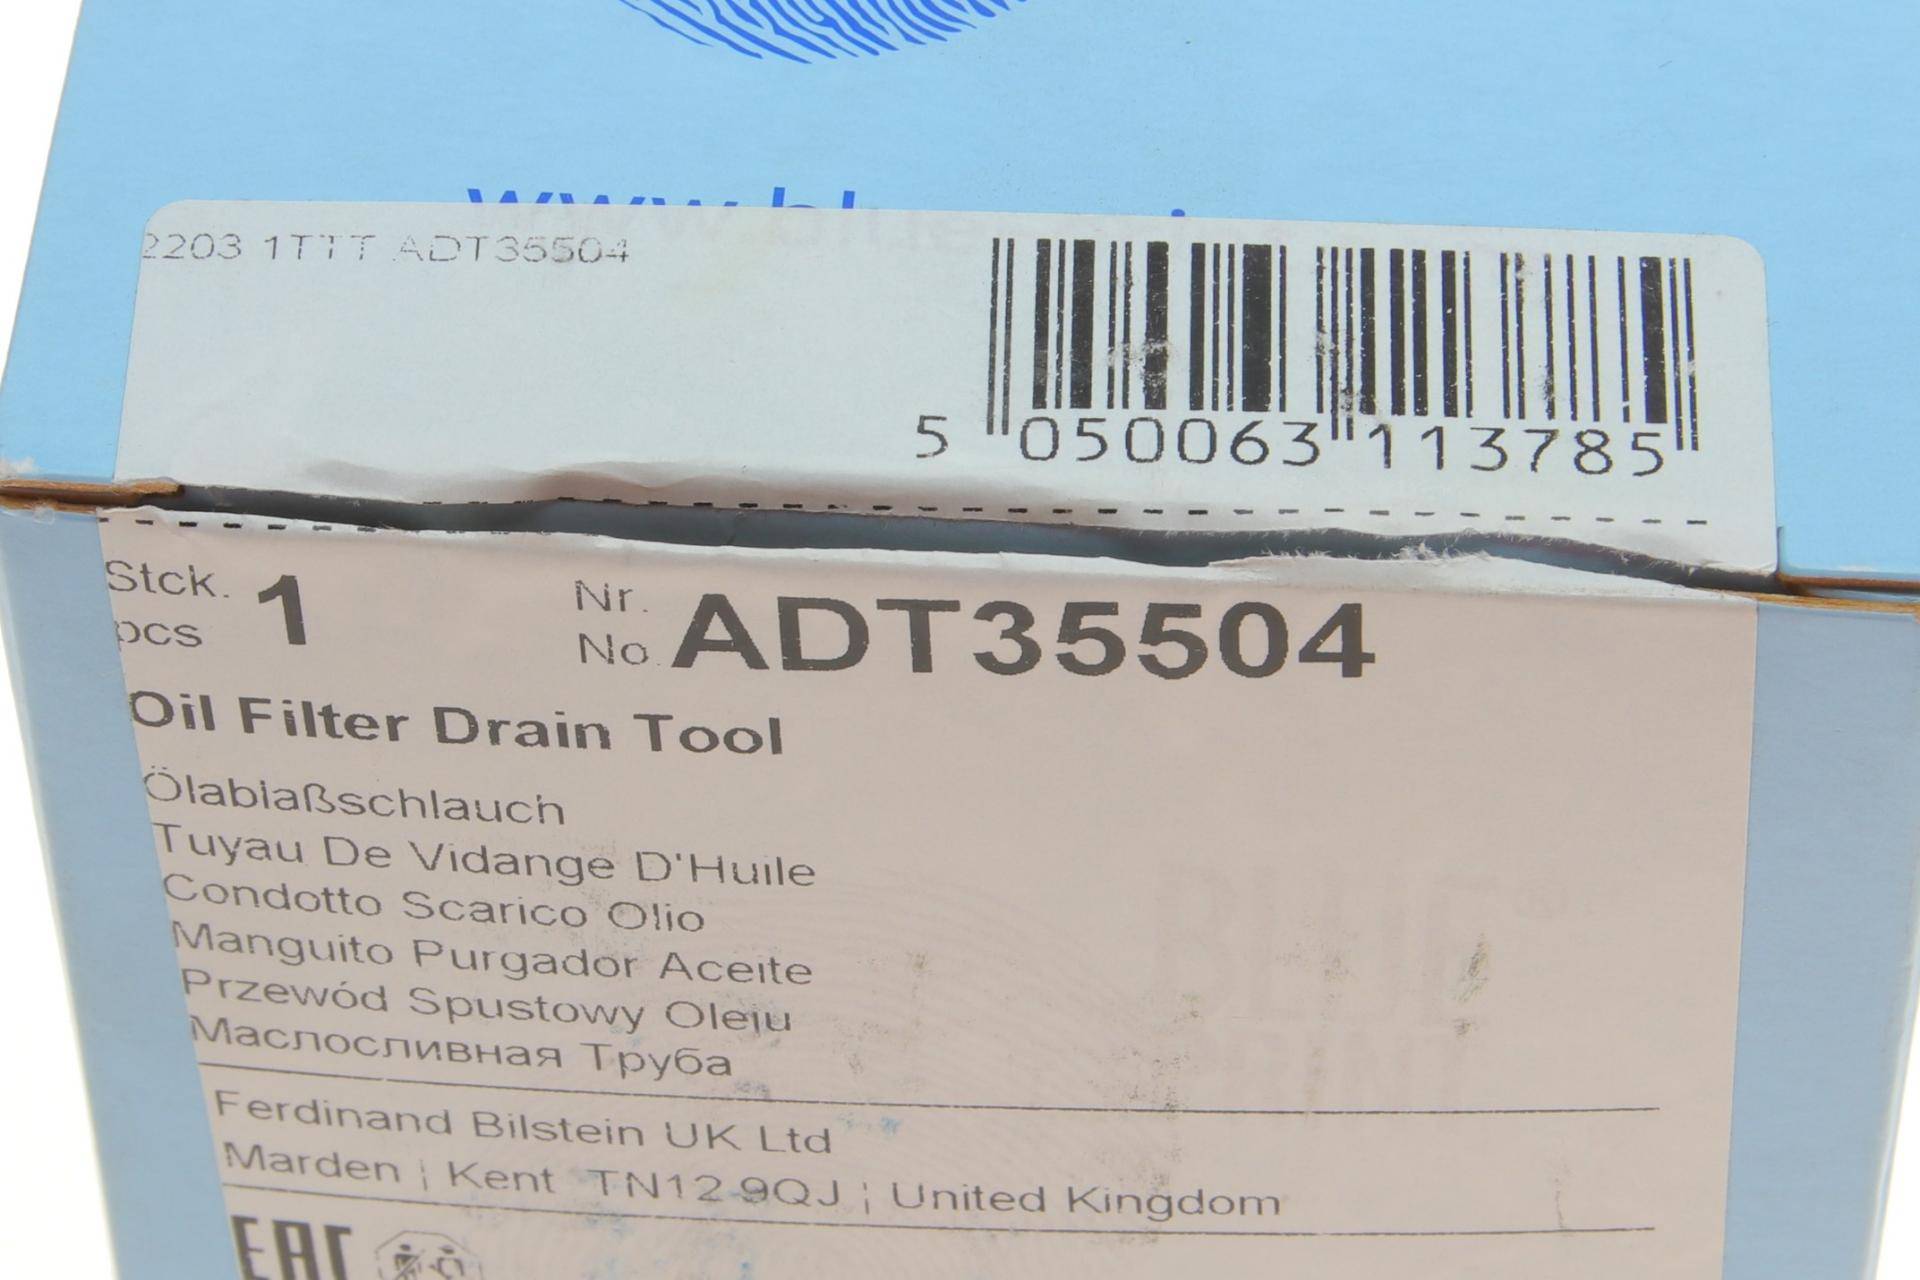 2203 1TTT ADT35504
5 050063 113785
Stck. 1
pcs
Nr.
No. ADT35504
Oil Filter Drain Tool
Ölablaßschlauch
Tuyau De Vidange D'Huile
Condotto Scarico Olio
Manguito Purgador Aceite
Przewód Spustowy Oleju
Маслосливная Труба
Ferdinand Bilstein UK Ltd
Marden | Kent TN12 9QJ | United Kingdom
EAC